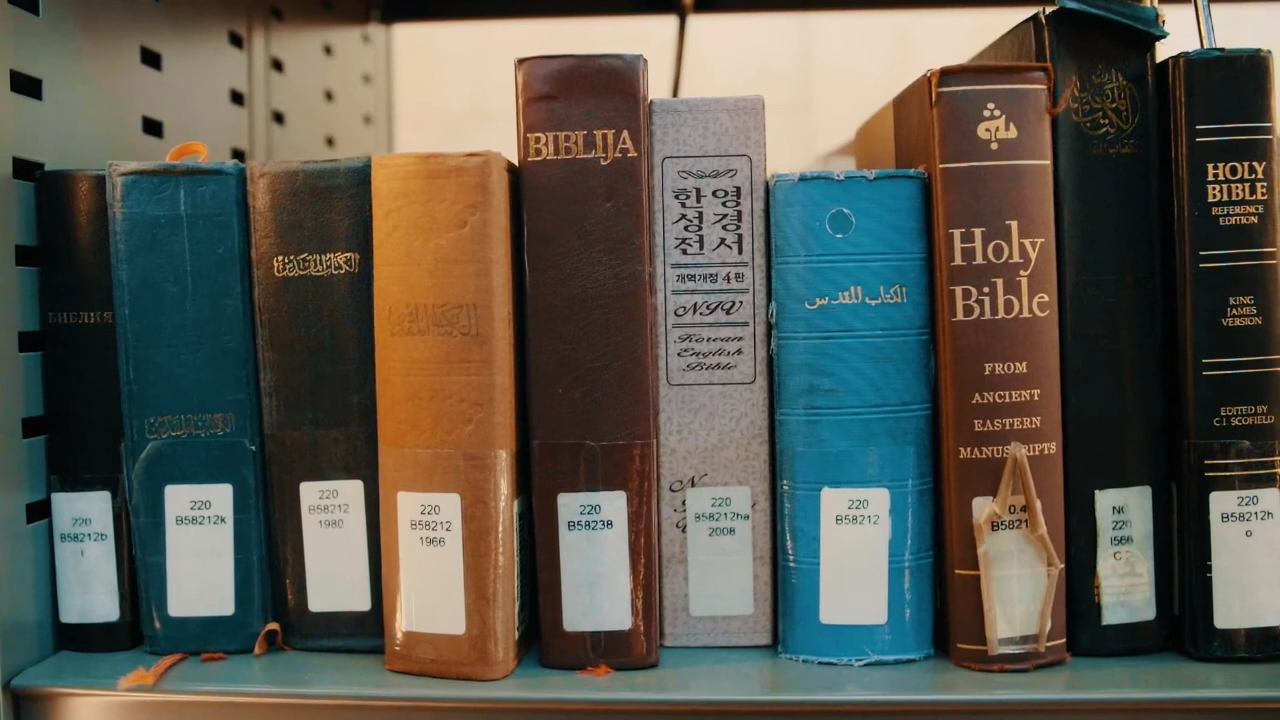 БИБЛИЯ
220
B58212b
الكتاب المقدس
220
B58212k
الكتاب المقدس
220
B58212
1980
220
B58212
1966
BIBLIJA
220
B58238
한영
성경
전서
개역개정 4판
NIV
Korean
English
Bible
220
B58212ha
2008
الكتاب المقدس
220
B58212
Holy
Bible
FROM
ANCIENT
EASTERN
MANUSCRIPTS
0.4
B5821
220
I566
HOLY
BIBLE
REFERENCE
EDITION
KING
JAMES
VERSION
EDITED BY
C.I. SCOFIELD
220
B58212h
o